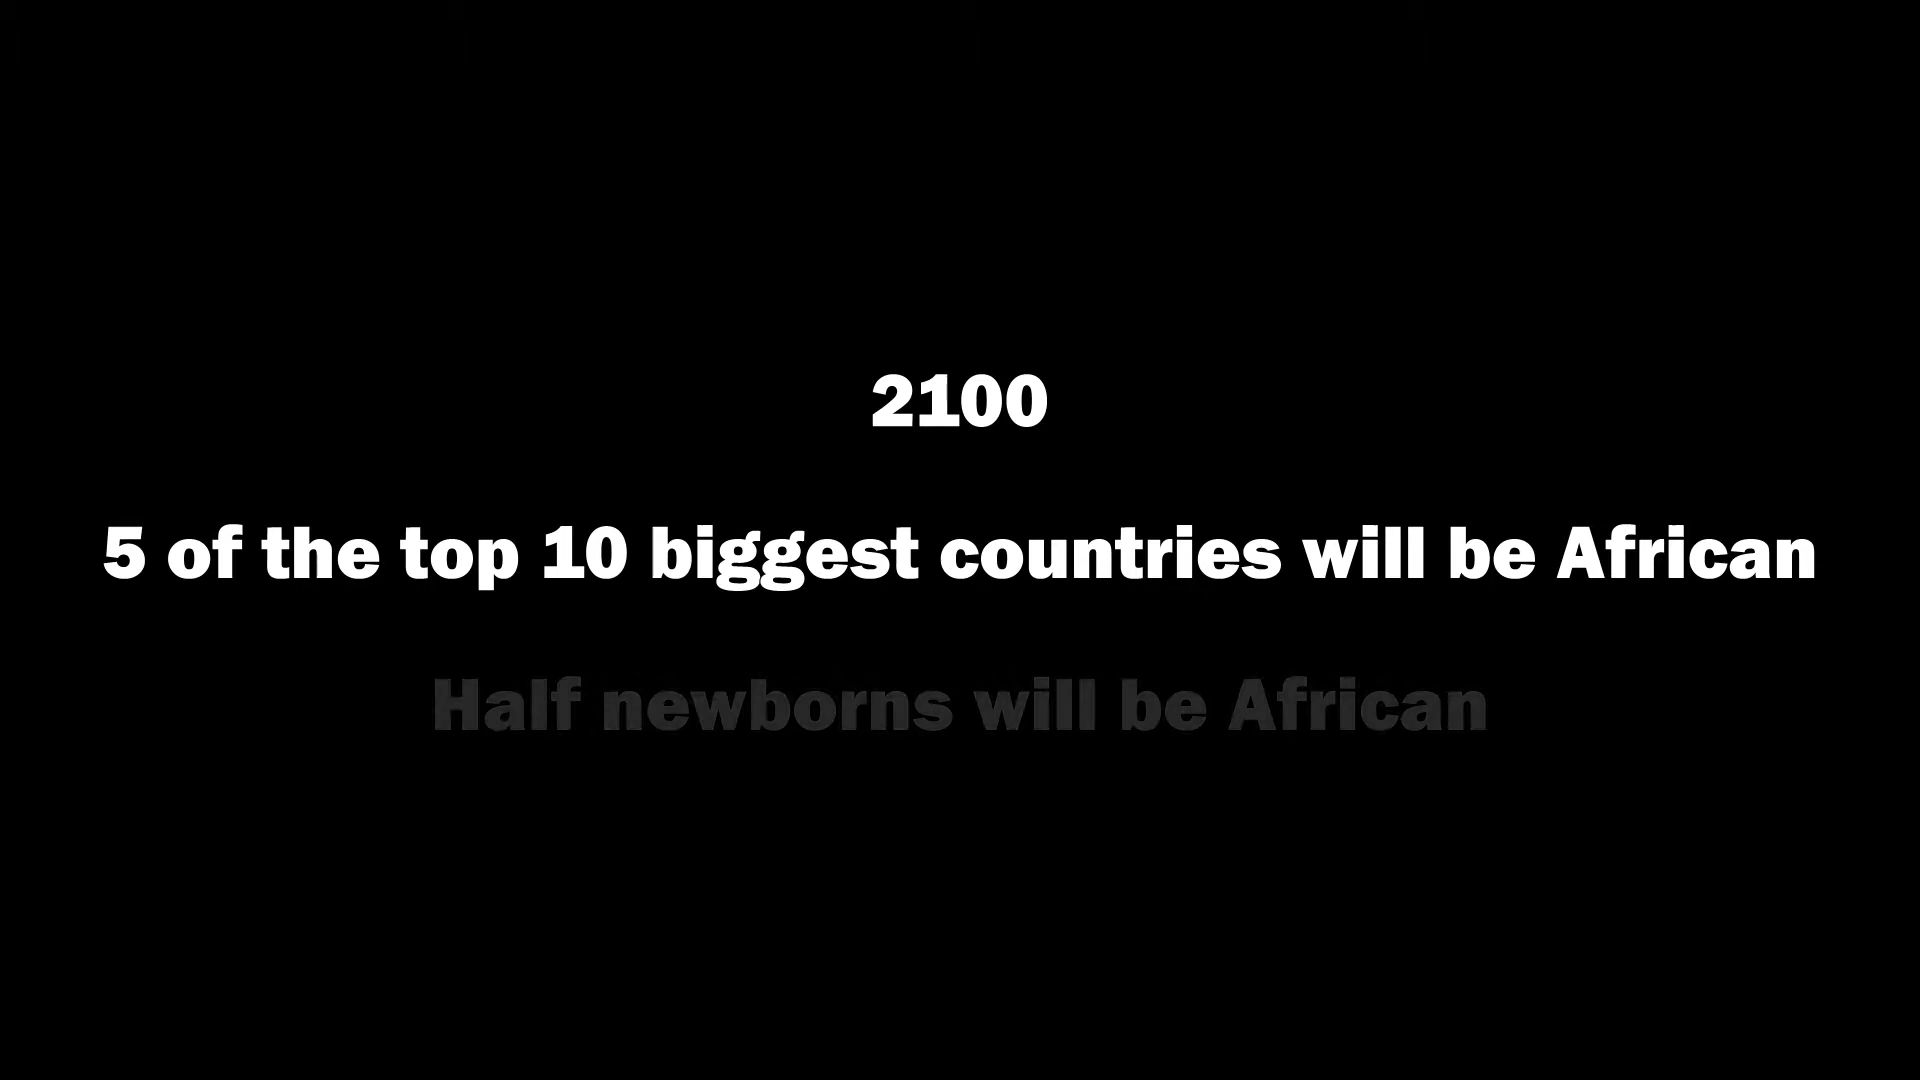 2100
5 of the top 10 biggest countries will be African
Half newborns will be African